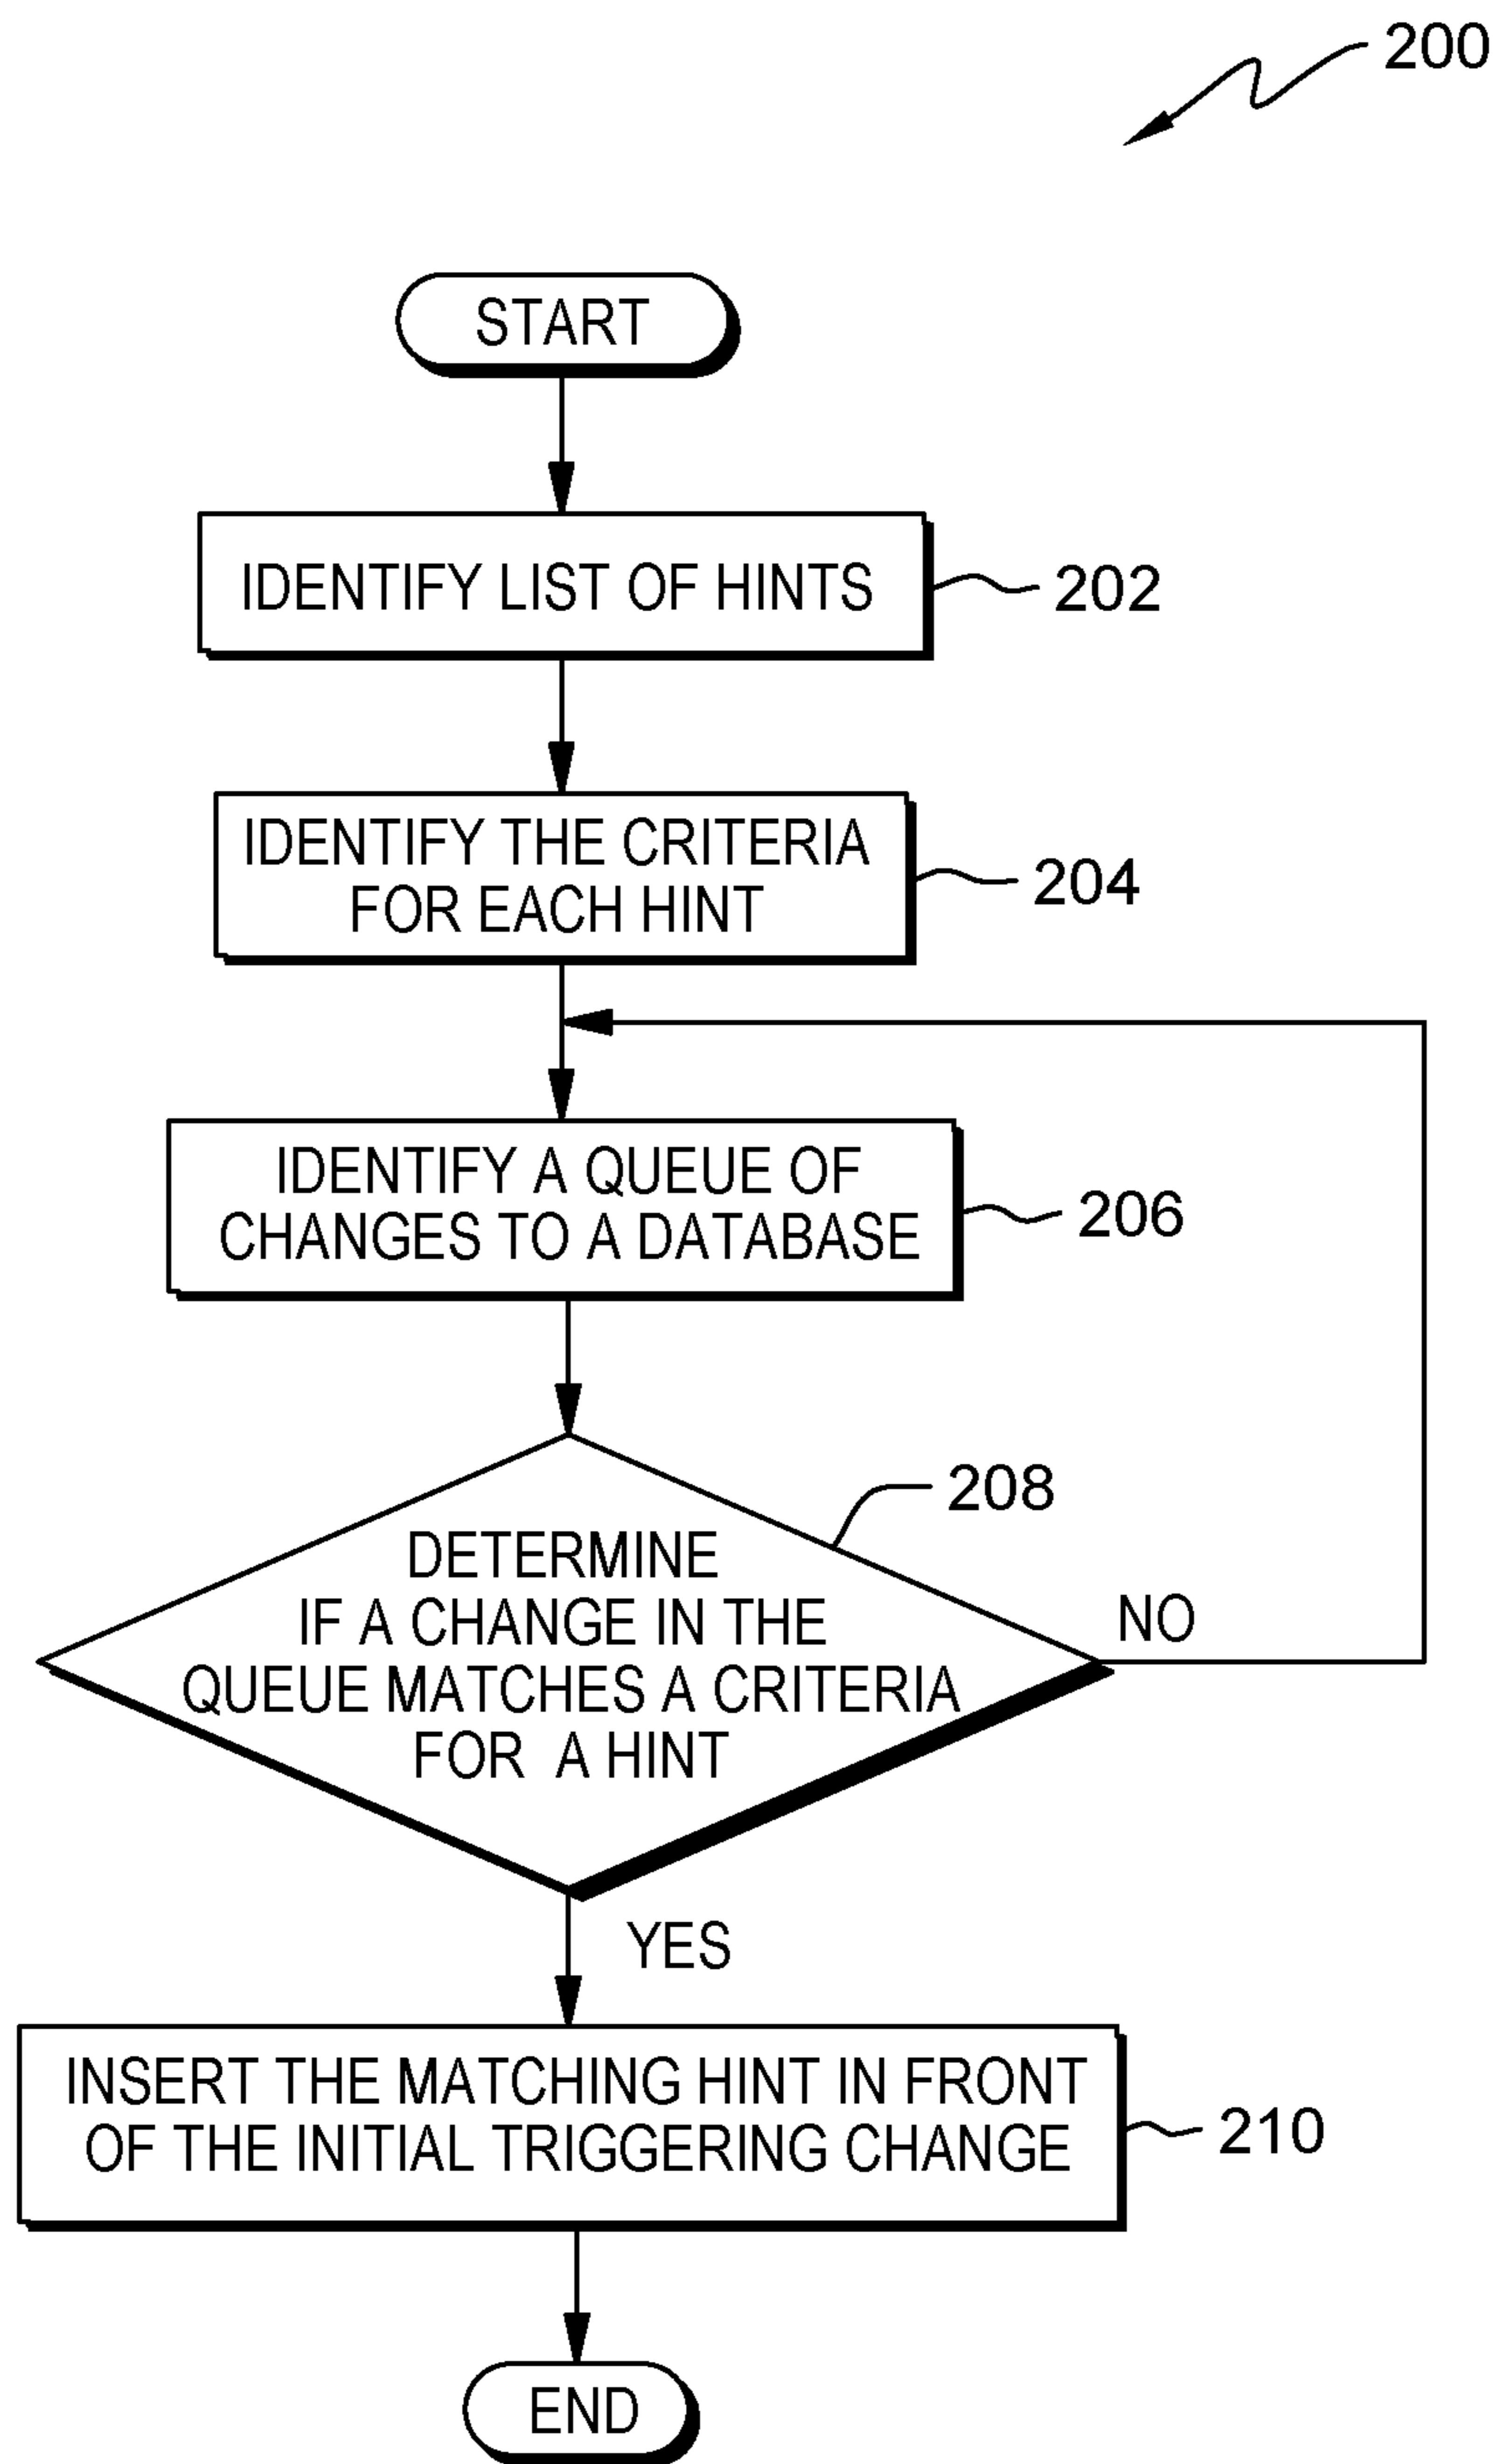 200
START
IDENTIFY LIST OF HINTS
202
IDENTIFY THE CRITERIA
FOR EACH HINT
204
IDENTIFY A QUEUE OF
CHANGES TO A DATABASE
206
208
DETERMINE
IF A CHANGE IN THE
QUEUE MATCHES A CRITERIA
FOR A HINT
NO
YES
INSERT THE MATCHING HINT IN FRONT
OF THE INITIAL TRIGGERING CHANGE
210
END